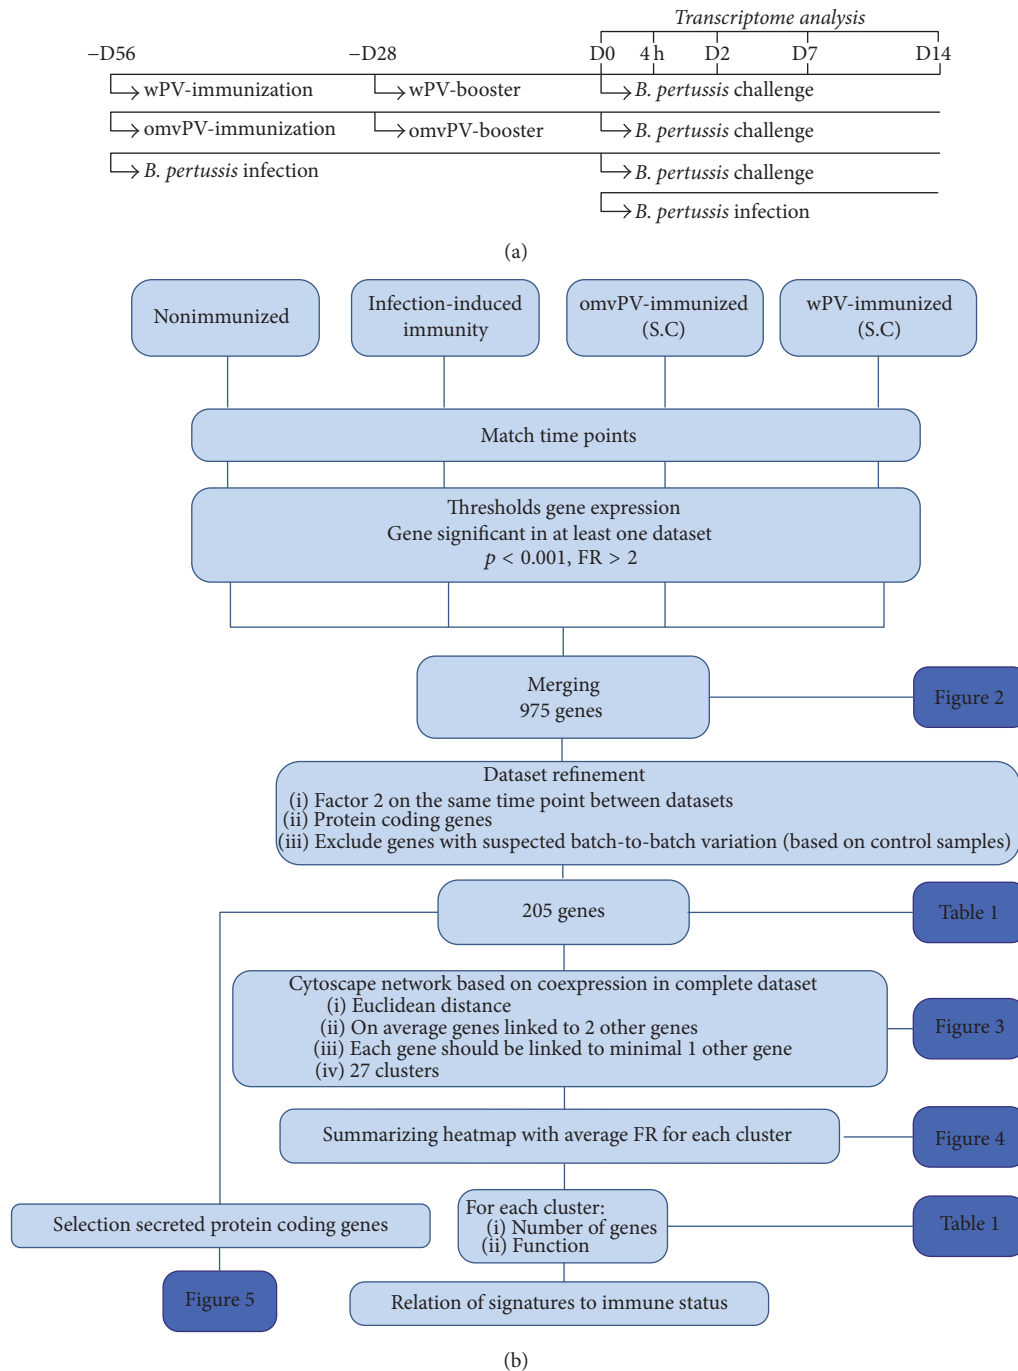 Transcriptome analysis
−D56 −D28 D0 4 h D2 D7 D14
wPV-immunization wPV-booster B. pertussis challenge
omvPV-immunization omvPV-booster B. pertussis challenge
B. pertussis infection B. pertussis challenge
B. pertussis infection
(a)
Nonimmunized
Infection-induced
immunity
omvPV-immunized
(S.C)
wPV-immunized
(S.C)
Match time points
Thresholds gene expression
Gene significant in at least one dataset
p < 0.001, FR > 2
Merging
975 genes
Figure 2
Dataset refinement
(i) Factor 2 on the same time point between datasets
(ii) Protein coding genes
(iii) Exclude genes with suspected batch-to-batch variation (based on control samples)
205 genes
Table 1
Cytoscape network based on coexpression in complete dataset
(i) Euclidean distance
(ii) On average genes linked to 2 other genes
(iii) Each gene should be linked to minimal 1 other gene
(iv) 27 clusters
Figure 3
Summarizing heatmap with average FR for each cluster
Figure 4
For each cluster:
(i) Number of genes
(ii) Function
Table 1
Selection secreted protein coding genes
Figure 5
Relation of signatures to immune status
(b)